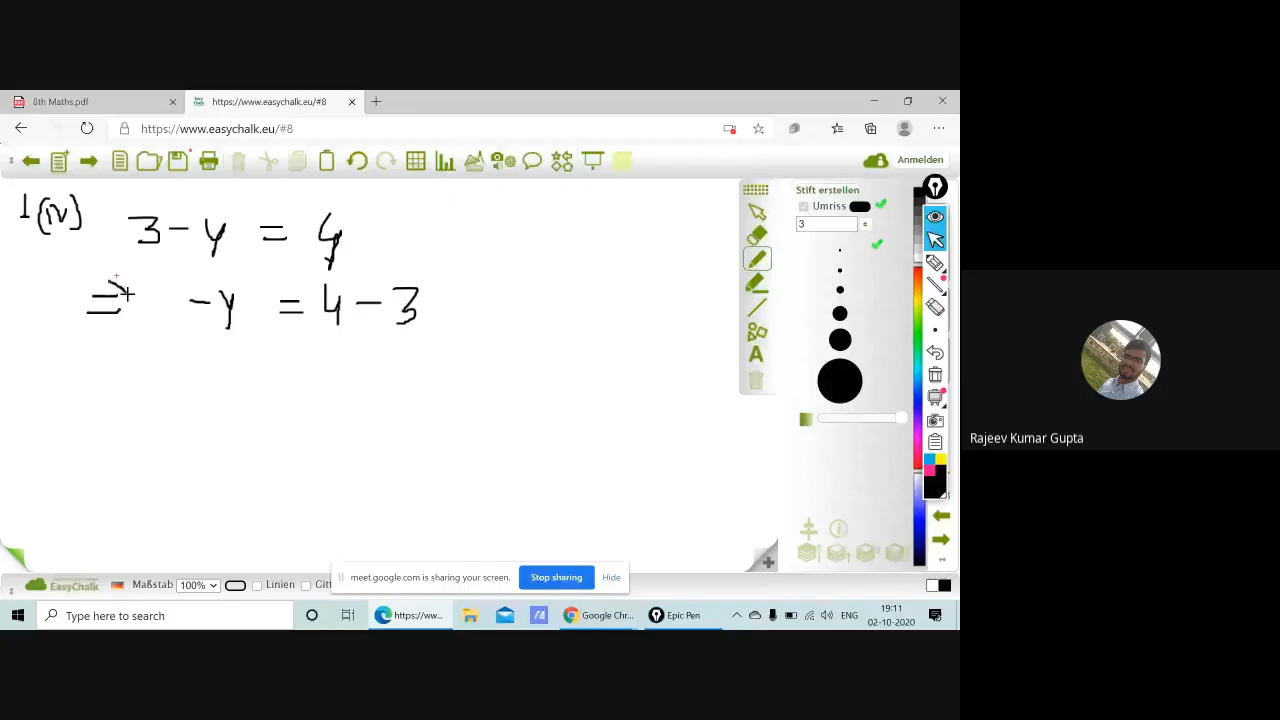 8th Maths.pdf
https://www.easychalk.eu/#8
https://www.easychalk.eu/#8
Anmelden
Stift erstellen
Umriss
3
1(iv) 3 - y = 4
⇒ - y = 4 - 3
Rajeev Kumar Gupta
meet.google.com is sharing your screen. Stop sharing Hide
EasyChalk Maßstab 100% Linien Gitt
Type here to search
https://ww...
Google Chr...
Epic Pen
ENG
19:11
02-10-2020